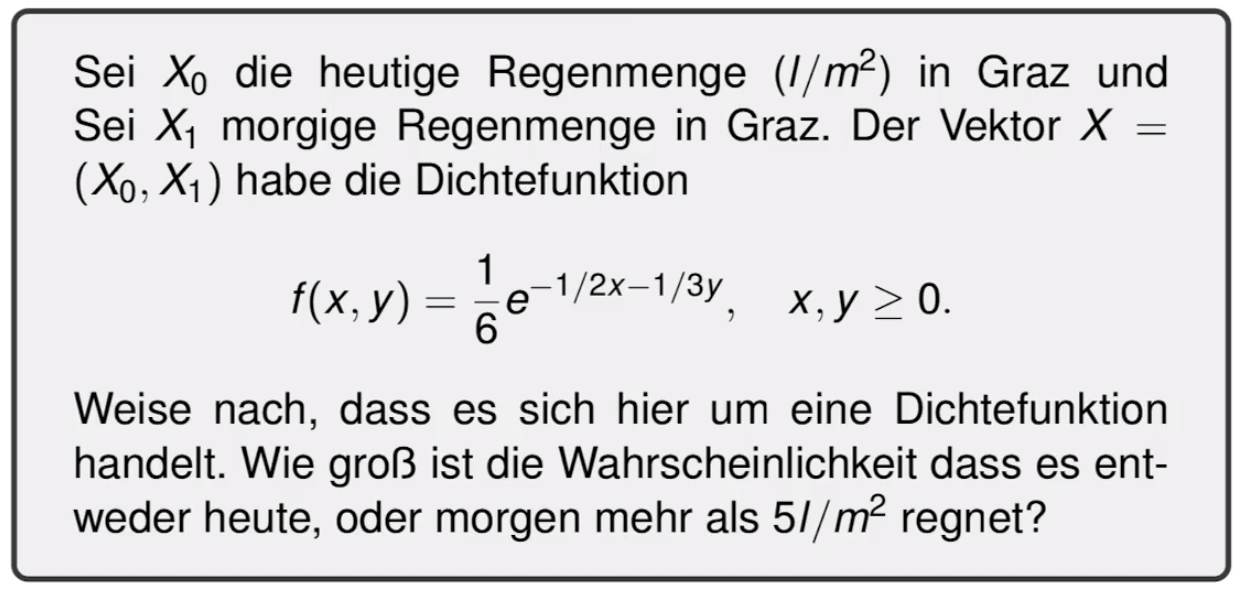 Sei X₀ die heutige Regenmenge (l/m²) in Graz und
Sei X₁ morgige Regenmenge in Graz. Der Vektor X =
(X₀, X₁) habe die Dichtefunktion
f(x, y) = 1/6 e^{−1/2x−1/3y}, x, y ≥ 0.
Weise nach, dass es sich hier um eine Dichtefunktion
handelt. Wie groß ist die Wahrscheinlichkeit dass es ent-
weder heute, oder morgen mehr als 5l/m² regnet?